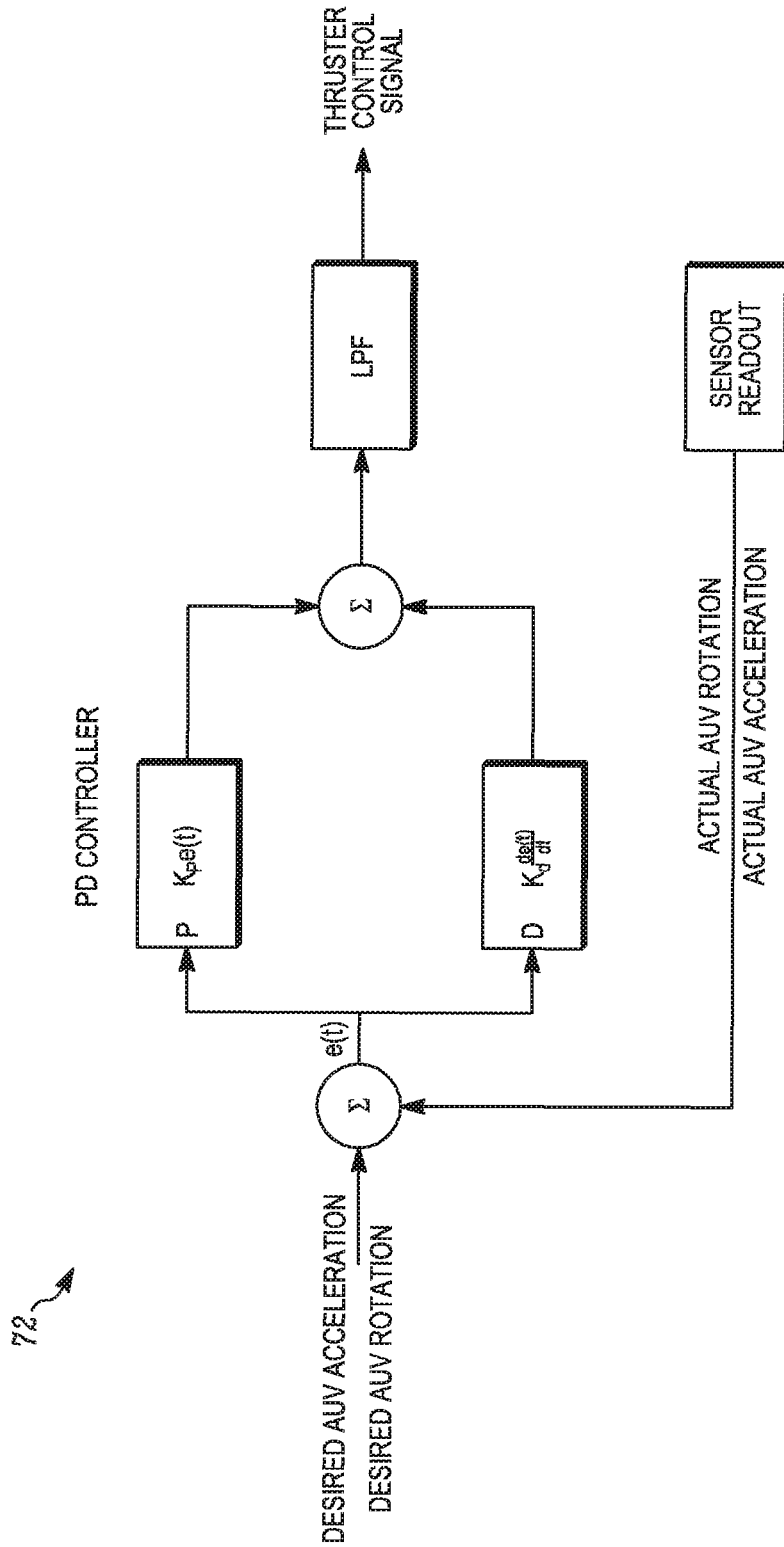 72
DESIRED AUV ACCELERATION
DESIRED AUV ROTATION
Σ
e(t)
PD CONTROLLER
P Kₚe(t)
D K_d de(t)/dt
Σ
LPF
THRUSTER
CONTROL
SIGNAL
ACTUAL AUV ROTATION
ACTUAL AUV ACCELERATION
SENSOR
READOUT